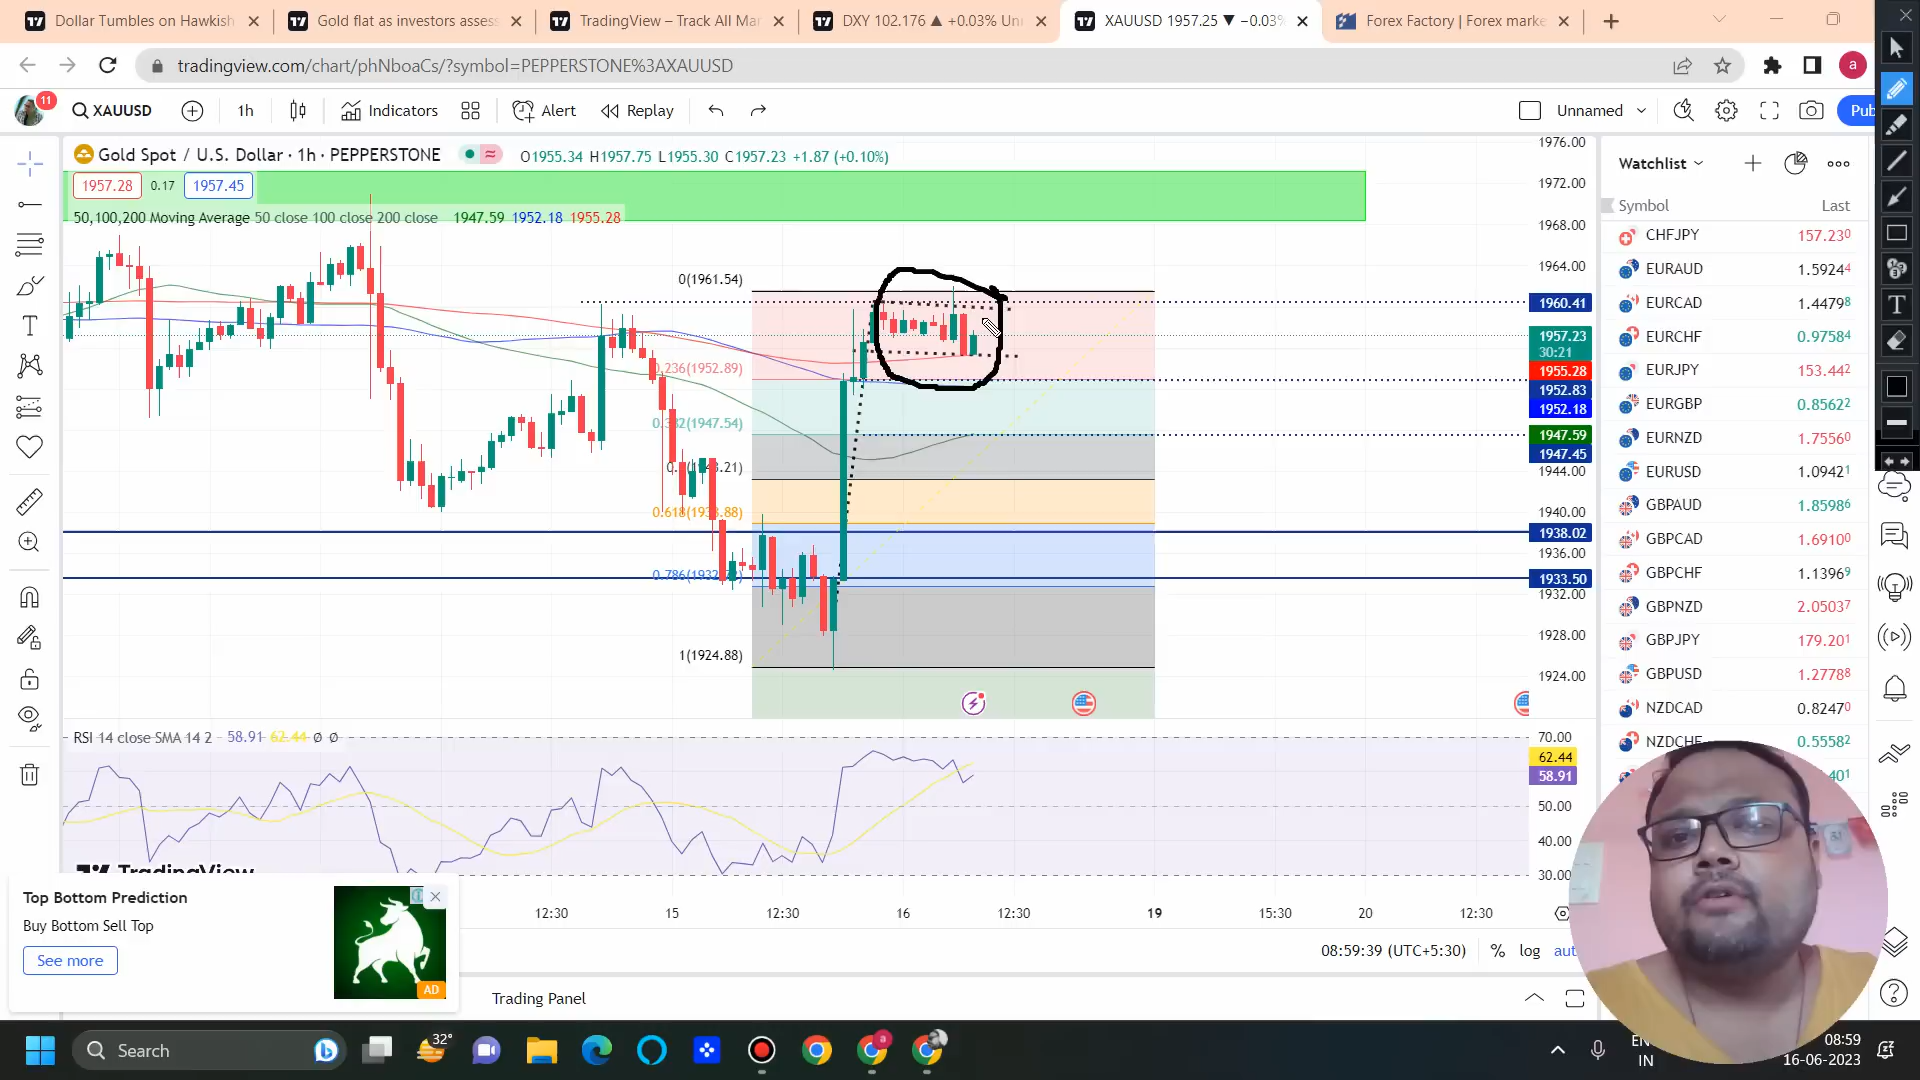 Dollar Tumbles on Hawkish
Gold flat as investors assess
TradingView – Track All Mar
DXY 102.176 ▲ +0.03% Un
XAUUSD 1957.25 ▼ −0.03%
Forex Factory | Forex marke
tradingview.com/chart/phNboaCs/?symbol=PEPPERSTONE%3AXAUUSD
a
11
XAUUSD
1h
Indicators
Alert
Replay
Unnamed
Pub
Gold Spot / U.S. Dollar · 1h · PEPPERSTONE
O1955.34 H1957.75 L1955.30 C1957.23 +1.87 (+0.10%)
1957.28
0.17
1957.45
50,100,200 Moving Average 50 close 100 close 200 close 1947.59 1952.18 1955.28
0(1961.54)
0.236(1952.89)
(1947.54)
1(1924.88)
1976.00
1972.00
1968.00
1964.00
1960.41
1957.23
30:21
1955.28
1952.83
1952.18
1947.59
1947.45
1944.00
1940.00
1938.02
1936.00
1933.50
1932.00
1928.00
1924.00
RSI 14 close SMA 14 2 58.91 62.44 Ø Ø
70.00
62.44
58.91
50.00
40.00
30.00
TradingView
12:30
15
12:30
16
12:30
19
15:30
20
12:30
08:59:39 (UTC+5:30)
%
log
aut
Trading Panel
Top Bottom Prediction
Buy Bottom Sell Top
See more
AD
Watchlist
Symbol Last
CHFJPY 157.230
EURAUD 1.59244
EURCAD 1.44798
EURCHF 0.97584
EURJPY 153.442
EURGBP 0.85622
EURNZD 1.75560
EURUSD 1.09421
GBPAUD 1.85986
GBPCAD 1.69100
GBPCHF 1.13969
GBPNZD 2.05037
GBPJPY 179.201
GBPUSD 1.27788
NZDCAD 0.82470
NZDCHF 0.55582
401
T
Search
32°
a
IN
08:59
16-06-2023